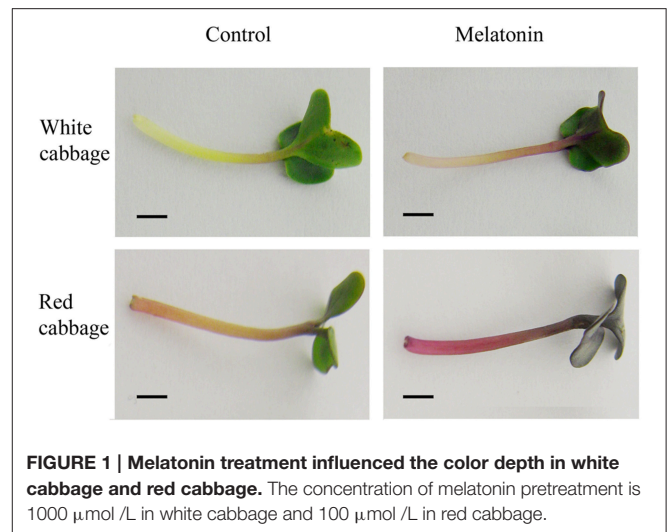 Control Melatonin
White
cabbage
Red
cabbage
FIGURE 1 | Melatonin treatment influenced the color depth in white
cabbage and red cabbage. The concentration of melatonin pretreatment is
1000 μmol /L in white cabbage and 100 μmol /L in red cabbage.